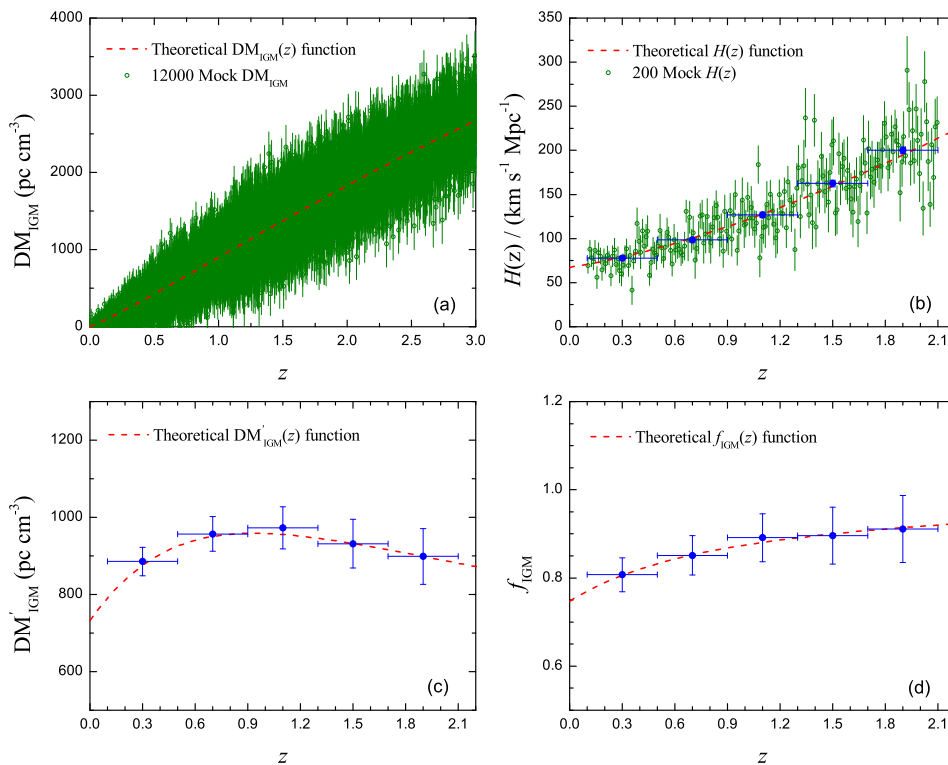 4000
3000
2000
1000
0
DM_IGM (pc cm⁻³)
Theoretical DM_IGM(z) function
12000 Mock DM_IGM
(a)
0.0 0.5 1.0 1.5 2.0 2.5 3.0
z
350
300
250
200
150
100
50
0
H(z) / (km s⁻¹ Mpc⁻¹)
Theoretical H(z) function
200 Mock H(z)
(b)
0.0 0.3 0.6 0.9 1.2 1.5 1.8 2.1
z
1200
1000
800
600
DM′_IGM (pc cm⁻³)
Theoretical DM′_IGM(z) function
(c)
0.0 0.3 0.6 0.9 1.2 1.5 1.8 2.1
z
1.2
1.0
0.8
0.6
f_IGM
Theoretical f_IGM(z) function
(d)
0.0 0.3 0.6 0.9 1.2 1.5 1.8 2.1
z